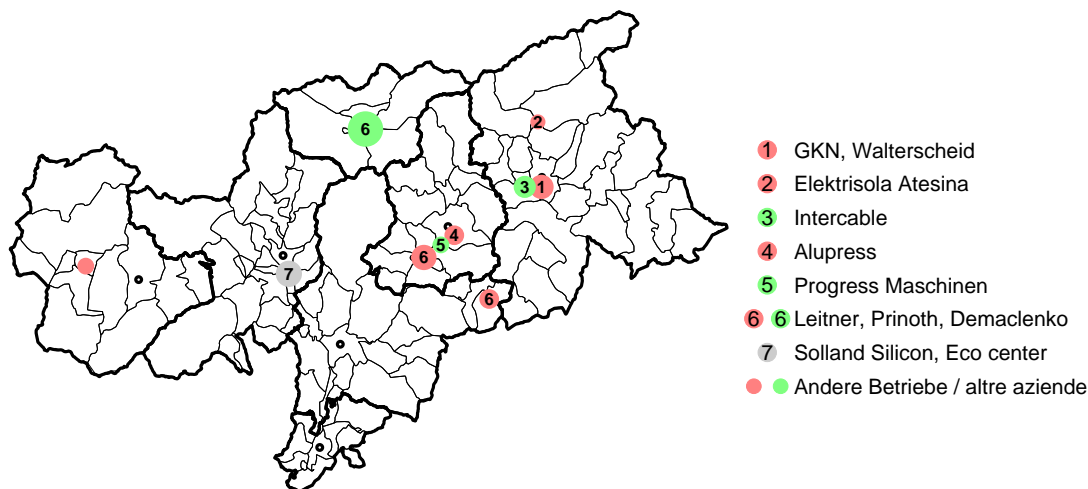 6
2
3 1
4
5
6
7
6
1 GKN, Walterscheid
2 Elektrisola Atesina
3 Intercable
4 Alupress
5 Progress Maschinen
6 6 Leitner, Prinoth, Demaclenko
7 Solland Silicon, Eco center
Andere Betriebe / altre aziende